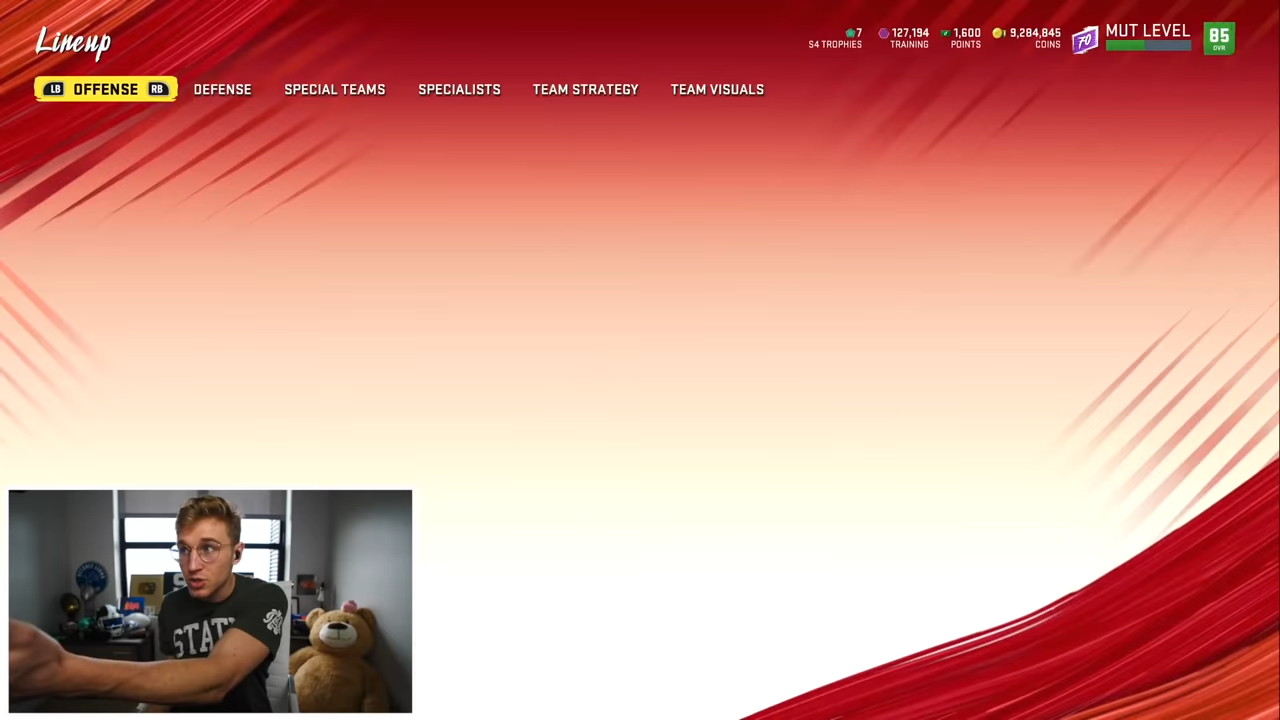 Lineup
7
S4 TROPHIES
127,194
TRAINING
1,600
POINTS
9,284,845
COINS
70
MUT LEVEL
85
OVR
LB OFFENSE RB
DEFENSE
SPECIAL TEAMS
SPECIALISTS
TEAM STRATEGY
TEAM VISUALS